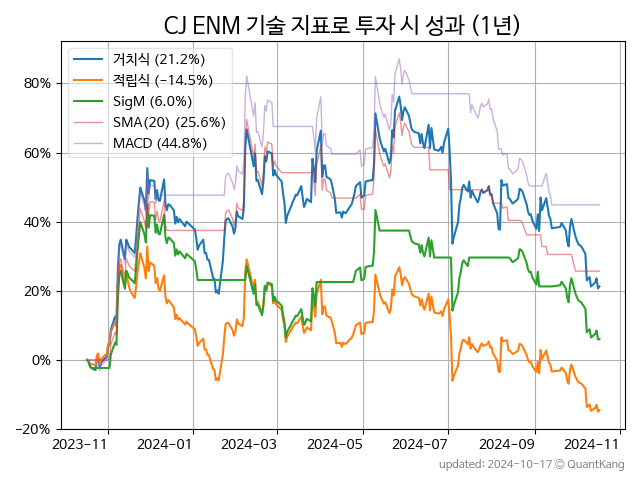 CJ ENM 기술 지표로 투자 시 성과 (1년)
거치식 (21.2%)
적립식 (−14.5%)
SigM (6.0%)
SMA(20) (25.6%)
MACD (44.8%)
80%
60%
40%
20%
0%
−20%
2023−11 2024−01 2024−03 2024−05 2024−07 2024−09 2024−11
updated: 2024-10-17 © QuantKang